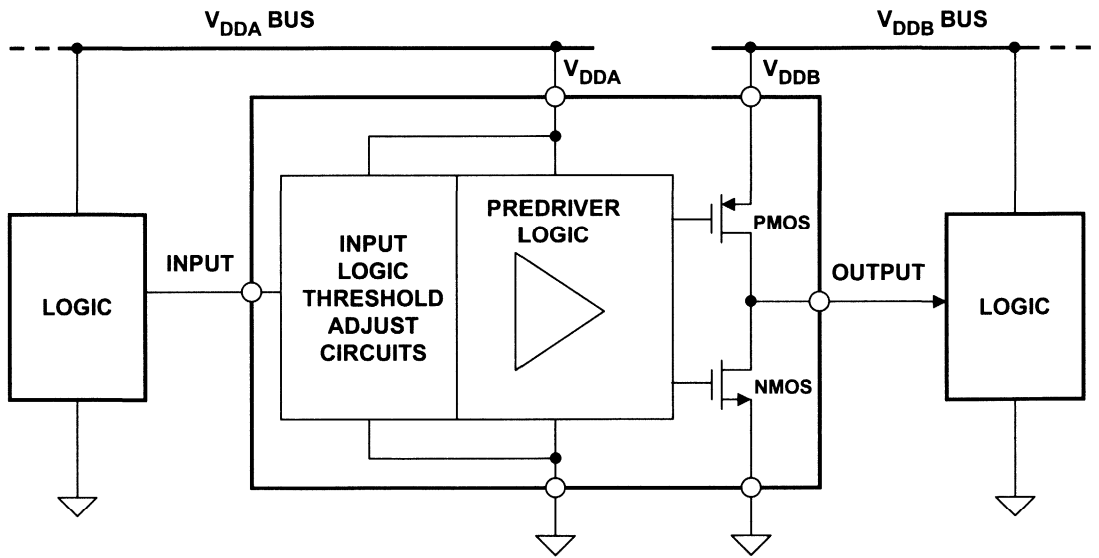 V_DDA BUS
V_DDB BUS
V_DDA
V_DDB
PREDRIVER
LOGIC
PMOS
INPUT
LOGIC
THRESHOLD
ADJUST
CIRCUITS
INPUT
LOGIC
OUTPUT
LOGIC
NMOS